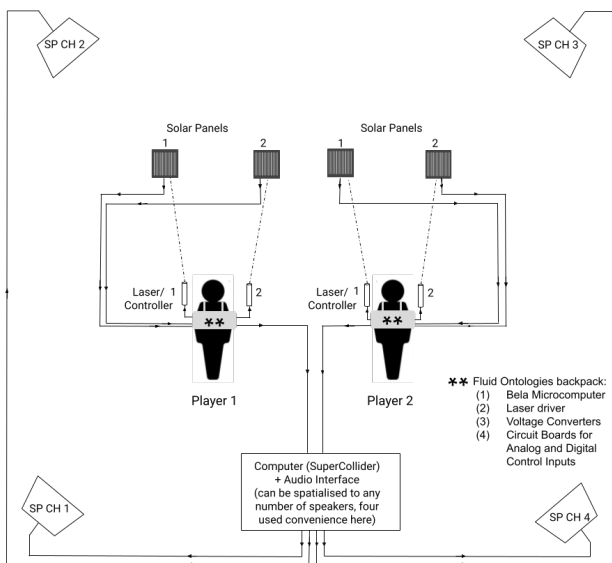 SP CH 2
SP CH 3
Solar Panels
1
2
Solar Panels
1
2
Laser/ 1
Controller
2
Laser/ 1
Controller
2
**
**
Player 1
Player 2
** Fluid Ontologies backpack:
(1) Bela Microcomputer
(2) Laser driver
(3) Voltage Converters
(4) Circuit Boards for
Analog and Digital
Control Inputs
Computer (SuperCollider)
+ Audio Interface
(can be spatialised to any
number of speakers, four
used convenience here)
SP CH 1
SP CH 4